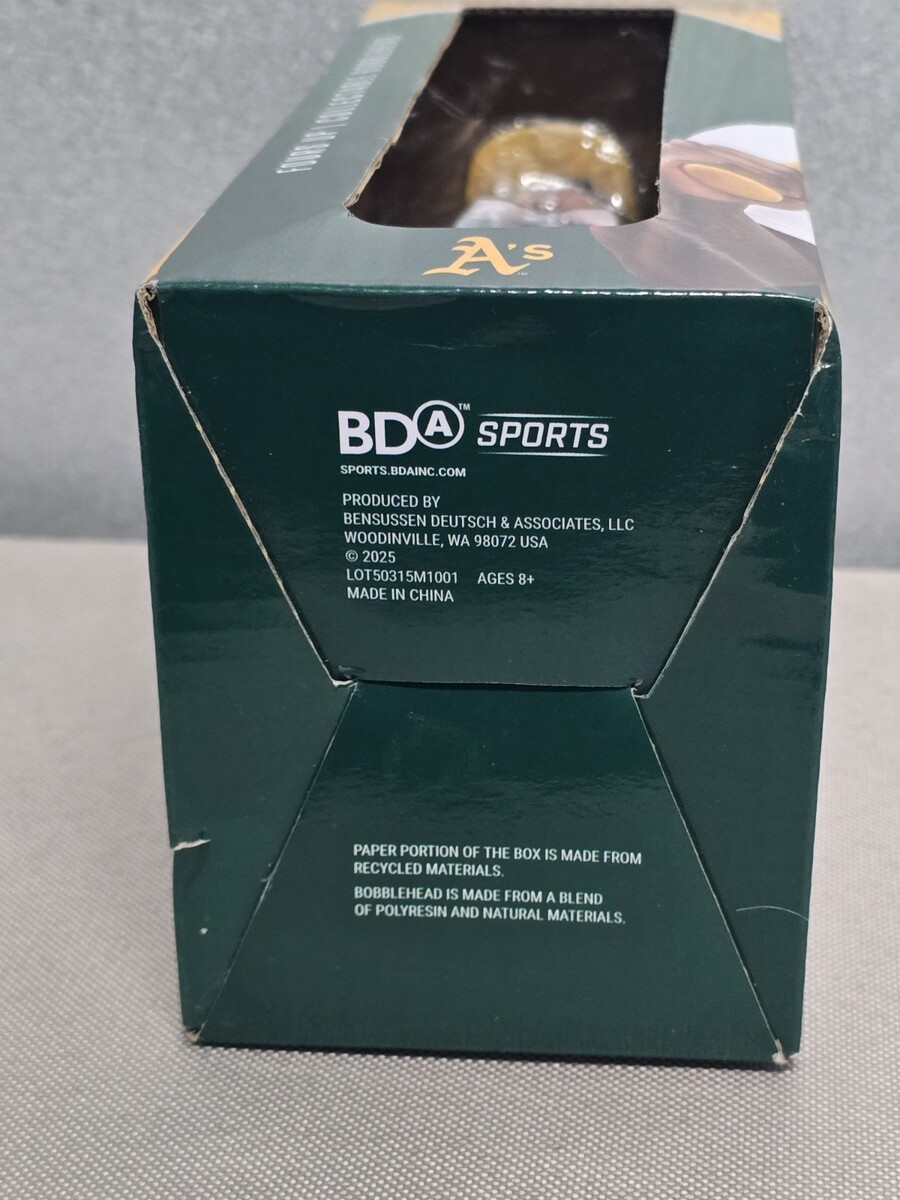 A's
BDA™ SPORTS
SPORTS.BDAINC.COM
PRODUCED BY
BENSUSSEN DEUTSCH & ASSOCIATES, LLC
WOODINVILLE, WA 98072 USA
© 2025
LOT50315M1001 AGES 8+
MADE IN CHINA
PAPER PORTION OF THE BOX IS MADE FROM
RECYCLED MATERIALS.
BOBBLEHEAD IS MADE FROM A BLEND
OF POLYRESIN AND NATURAL MATERIALS.